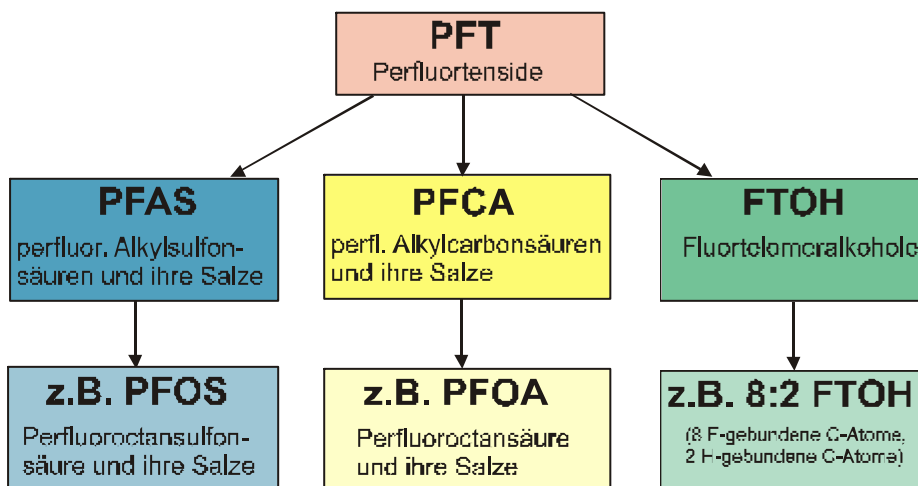 PFT
Perfluortenside
PFAS
perfluor. Alkylsulfon-
säuren und ihre Salze
PFCA
perfl. Alkylcarbonsäuren
und ihre Salze
FTOH
Fluortelomeralkohole
z.B. PFOS
Perfluoroctansulfon-
säure und ihre Salze
z.B. PFOA
Perfluoroctansäure
und ihre Salze
z.B. 8:2 FTOH
(8 F-gebundene C-Atome,
2 H-gebundene C-Atome)